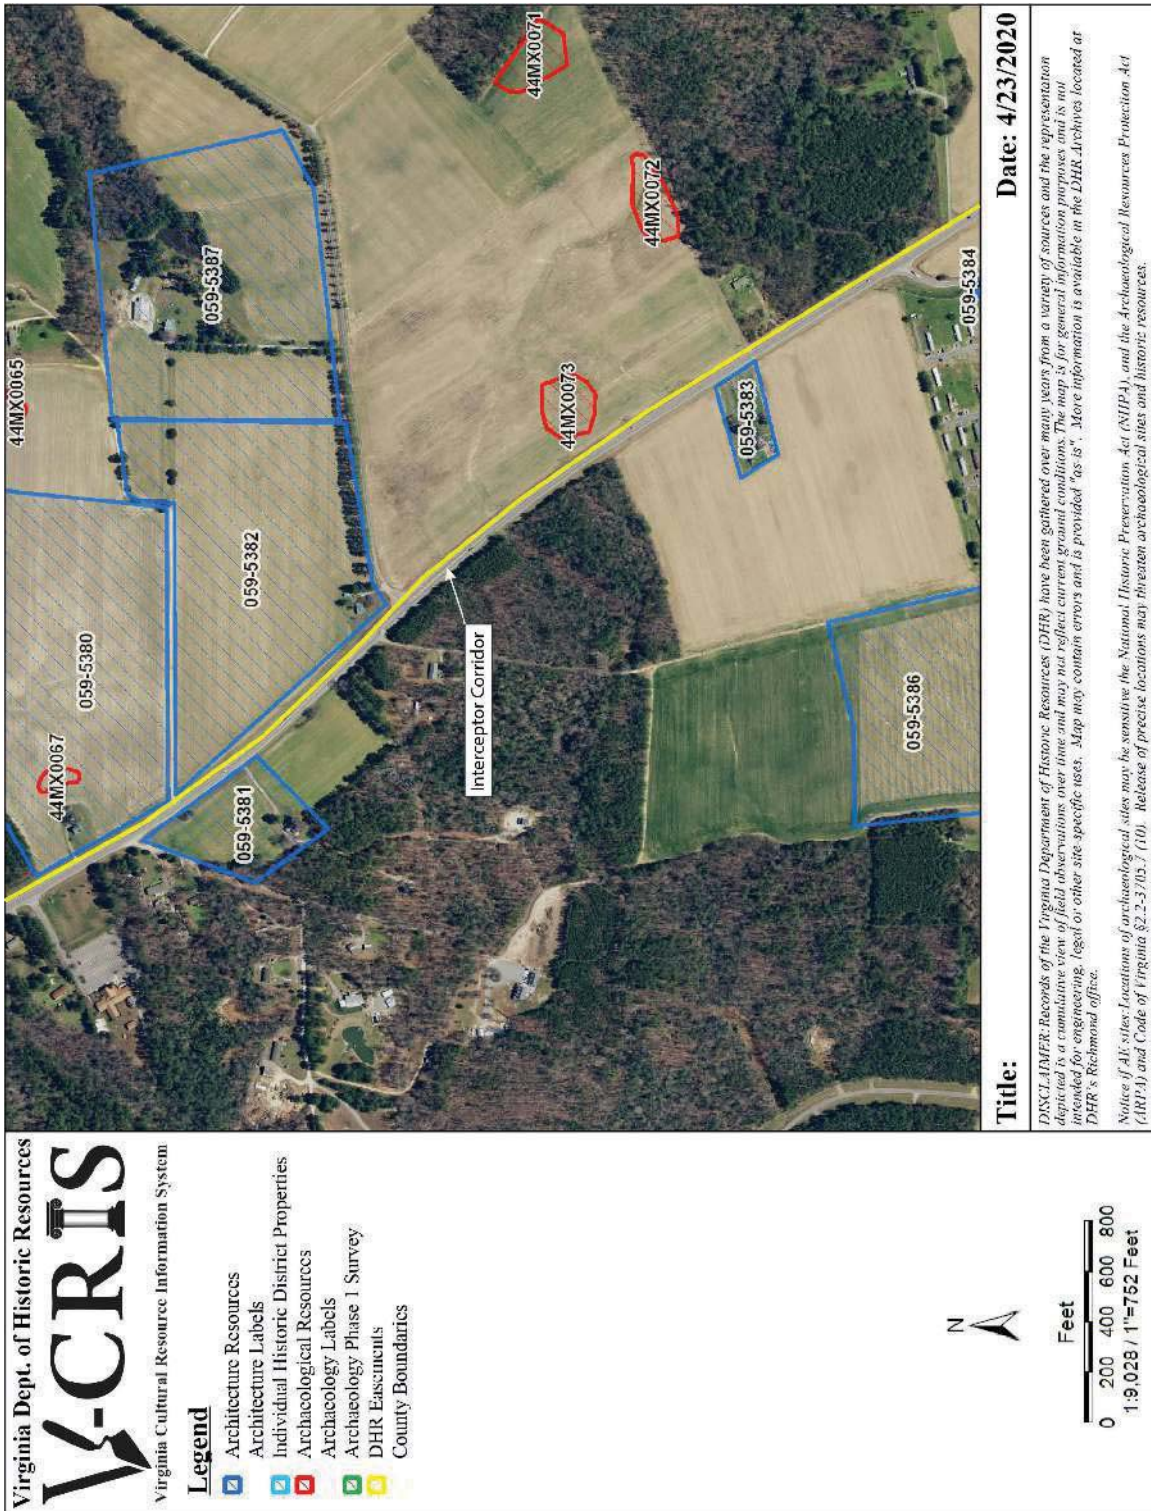 Virginia Dept. of Historic Resources
V-CRIS
Virginia Cultural Resource Information System
Legend
Architecture Resources
Architecture Labels
Individual Historic District Properties
Archaeological Resources
Archaeology Labels
Archaeology Phase 1 Survey
DHR Easements
County Boundaries
N
Feet
0 200 400 600 800
1:9,028 / 1"=752 Feet
44MX0065
44MX0067
059-5380
059-5387
44MX0071
059-5382
059-5381
44MX0072
44MX0073
Interceptor Corridor
059-5383
059-5386
059-5384
Title:
Date: 4/23/2020
DISCLAIMER:Records of the Virginia Department of Historic Resources (DHR) have been gathered over many years from a variety of sources and the representation
depicted is a cumulative view of field observations over time and may not reflect current ground conditions.The map is for general information purposes and is not
intended for engineering, legal or other site-specific uses. Map may contain errors and is provided "as-is". More information is available in the DHR Archives located at
DHR's Richmond office.
Notice if AE sites:Locations of archaeological sites may be sensitive the National Historic Preservation Act (NHPA), and the Archaeological Resources Protection Act
(ARPA) and Code of Virginia §2.2-3705.7 (10). Release of precise locations may threaten archaeological sites and historic resources.